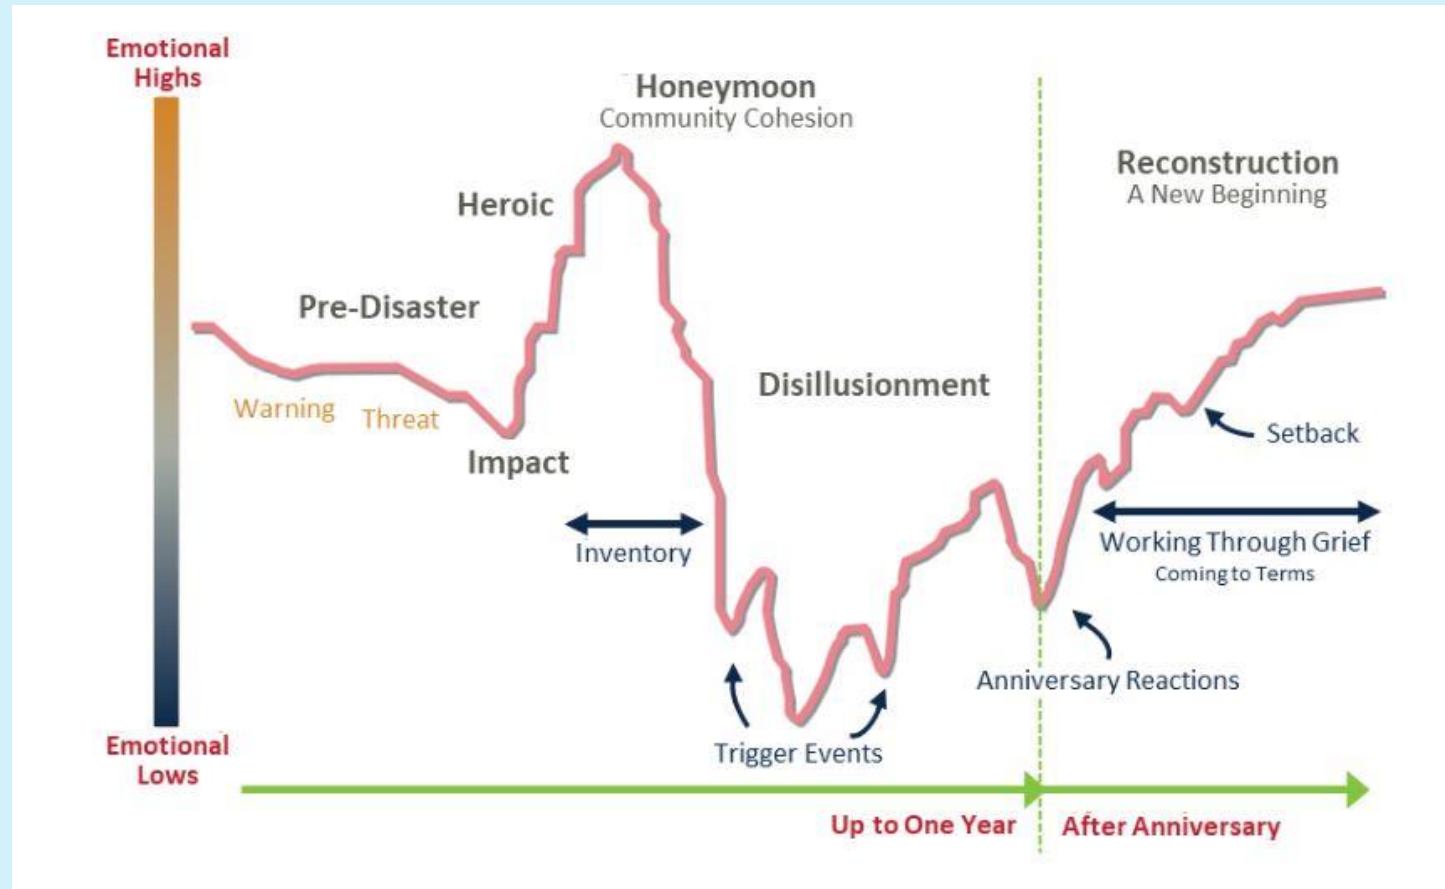 Emotional
Highs
Honeymoon
Community Cohesion
Reconstruction
A New Beginning
Heroic
Pre-Disaster
Warning
Threat
Impact
Disillusionment
Setback
Inventory
Working Through Grief
Coming to Terms
Anniversary Reactions
Trigger Events
Emotional
Lows
Up to One Year
After Anniversary